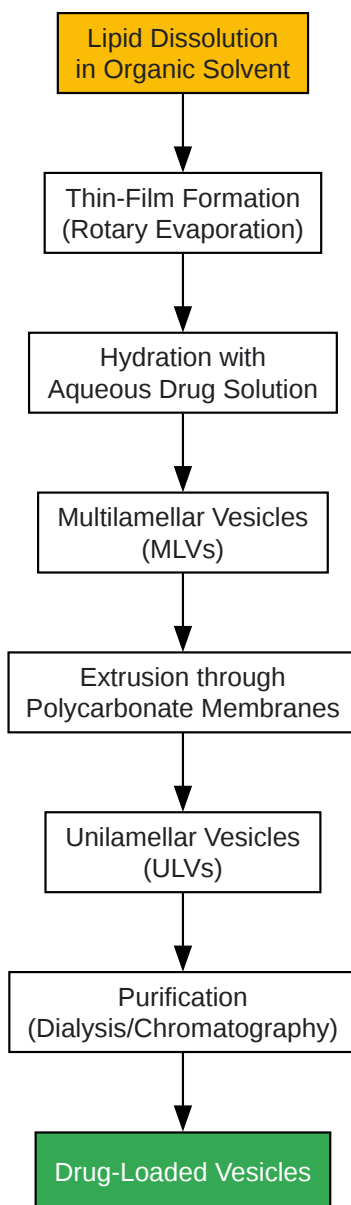 Lipid Dissolution
in Organic Solvent
Thin-Film Formation
(Rotary Evaporation)
Hydration with
Aqueous Drug Solution
Multilamellar Vesicles
(MLVs)
Extrusion through
Polycarbonate Membranes
Unilamellar Vesicles
(ULVs)
Purification
(Dialysis/Chromatography)
Drug-Loaded Vesicles